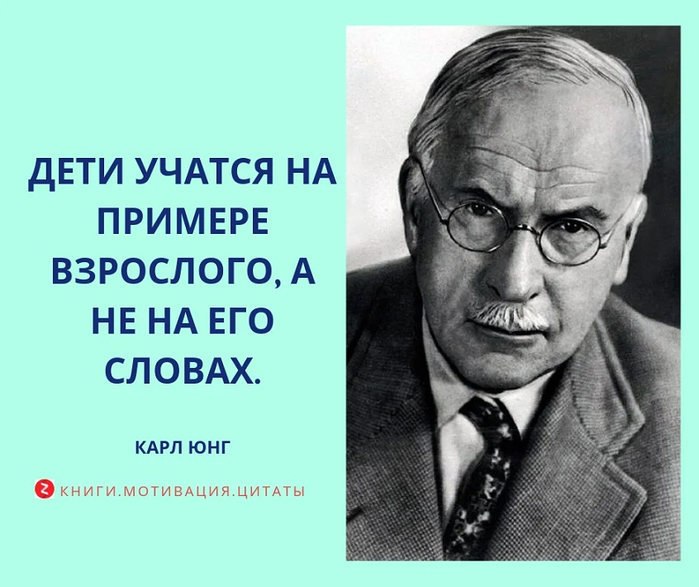 ДЕТИ УЧАТСЯ НА
ПРИМЕРЕ
ВЗРОСЛОГО, А
НЕ НА ЕГО
СЛОВАХ.
КАРЛ ЮНГ
КНИГИ.МОТИВАЦИЯ.ЦИТАТЫ